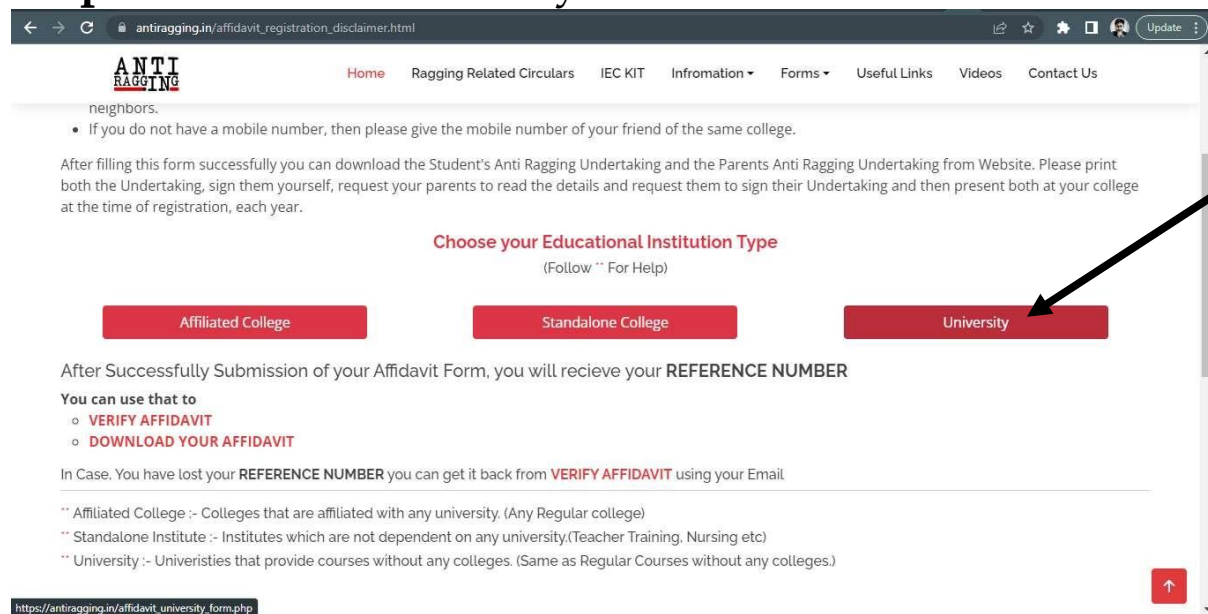 antiragging.in/affidavit_registration_disclaimer.html
Update
ANTI
RAGGING
Home Ragging Related Circulars IEC KIT Infromation Forms Useful Links Videos Contact Us
neighbors.
• If you do not have a mobile number, then please give the mobile number of your friend of the same college.
After filling this form successfully you can download the Student's Anti Ragging Undertaking and the Parents Anti Ragging Undertaking from Website. Please print
both the Undertaking, sign them yourself, request your parents to read the details and request them to sign their Undertaking and then present both at your college
at the time of registration, each year.
Choose your Educational Institution Type
(Follow ** For Help)
Affiliated College Standalone College University
After Successfully Submission of your Affidavit Form, you will recieve your REFERENCE NUMBER
You can use that to
○ VERIFY AFFIDAVIT
○ DOWNLOAD YOUR AFFIDAVIT
In Case, You have lost your REFERENCE NUMBER you can get it back from VERIFY AFFIDAVIT using your Email
** Affiliated College :- Colleges that are affiliated with any university. (Any Regular college)
** Standalone Institute :- Institutes which are not dependent on any university.(Teacher Training, Nursing etc)
** University :- Univeristies that provide courses without any colleges. (Same as Regular Courses without any colleges.)
https://antiragging.in/affidavit_university_form.php